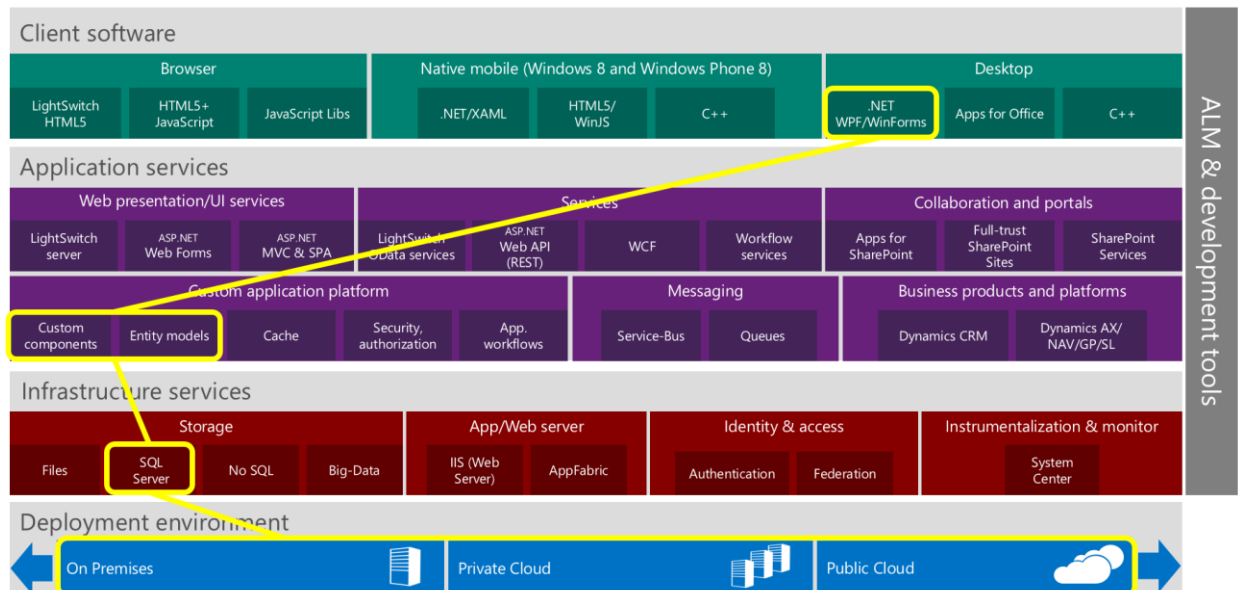 Client software
Browser
Native mobile (Windows 8 and Windows Phone 8)
Desktop
LightSwitch
HTML5
HTML5+
JavaScript
JavaScript Libs
.NET/XAML
HTML5/
WinJS
C++
.NET
WPF/WinForms
Apps for Office
C++
Application services
Web presentation/UI services
Services
Collaboration and portals
LightSwitch
server
ASP.NET
Web Forms
ASP.NET
MVC & SPA
LightSwitch
OData services
ASP.NET
Web API
(REST)
WCF
Workflow
services
Apps for
SharePoint
Full-trust
SharePoint
Sites
SharePoint
Services
Custom application platform
Messaging
Business products and platforms
Custom
components
Entity models
Cache
Security,
authorization
App.
workflows
Service-Bus
Queues
Dynamics CRM
Dynamics AX/
NAV/GP/SL
Infrastructure services
Storage
App/Web server
Identity & access
Instrumentalization & monitor
Files
SQL
Server
No SQL
Big-Data
IIS (Web
Server)
AppFabric
Authentication
Federation
System
Center
Deployment environment
On Premises
Private Cloud
Public Cloud
ALM & development tools